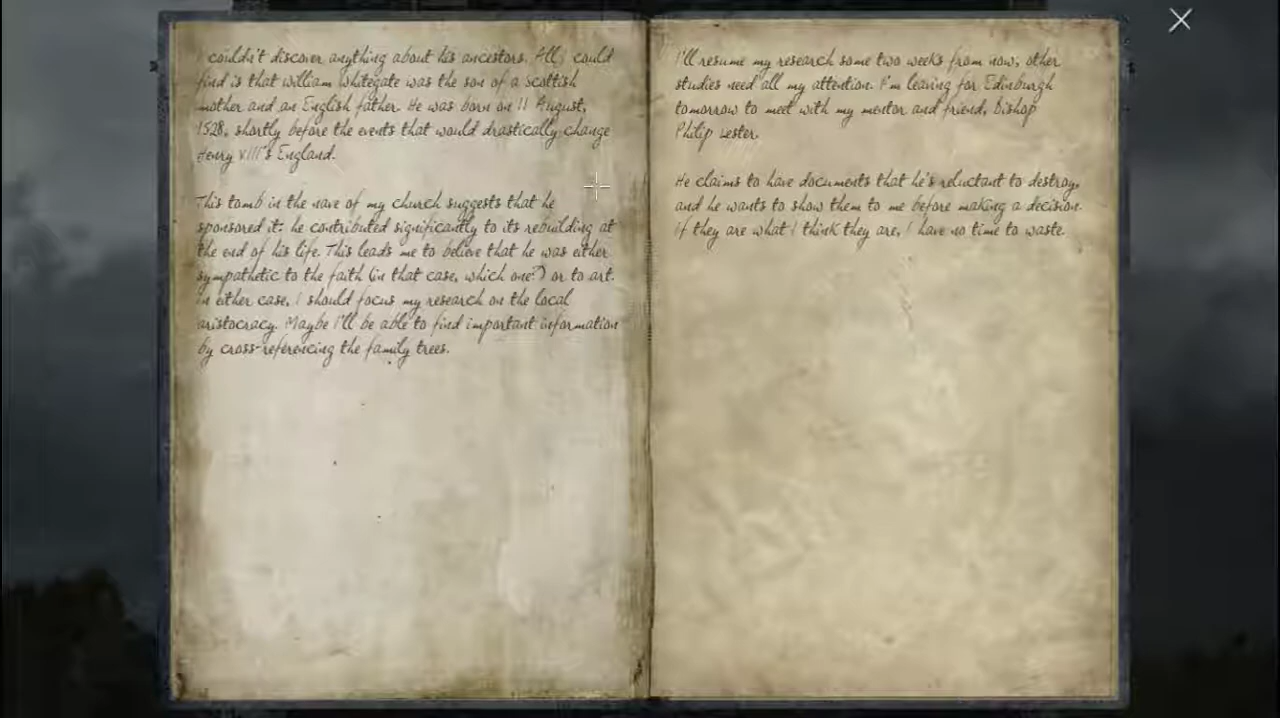 I couldn't discover anything about his ancestors. All I could
find is that William Whitegate was the son of a Scottish
mother and an English father. He was born on 11 August,
1528, shortly before the events that would drastically change
Henry VIII's England.
This tomb in the nave of my church suggests that he
sponsored it: he contributed significantly to its rebuilding at
the end of his life. This leads me to believe that he was either
sympathetic to the faith (in that case, which one?) or to art.
In either case, I should focus my research on the local
aristocracy. Maybe I'll be able to find important information
by cross-referencing the family trees.
I'll resume my research some two weeks from now, other
studies need all my attention. I'm leaving for Edinburgh
tomorrow to meet with my mentor and friend, Bishop
Philip Lester.
He claims to have documents that he's reluctant to destroy,
and he wants to show them to me before making a decision.
If they are what I think they are, I have no time to waste.